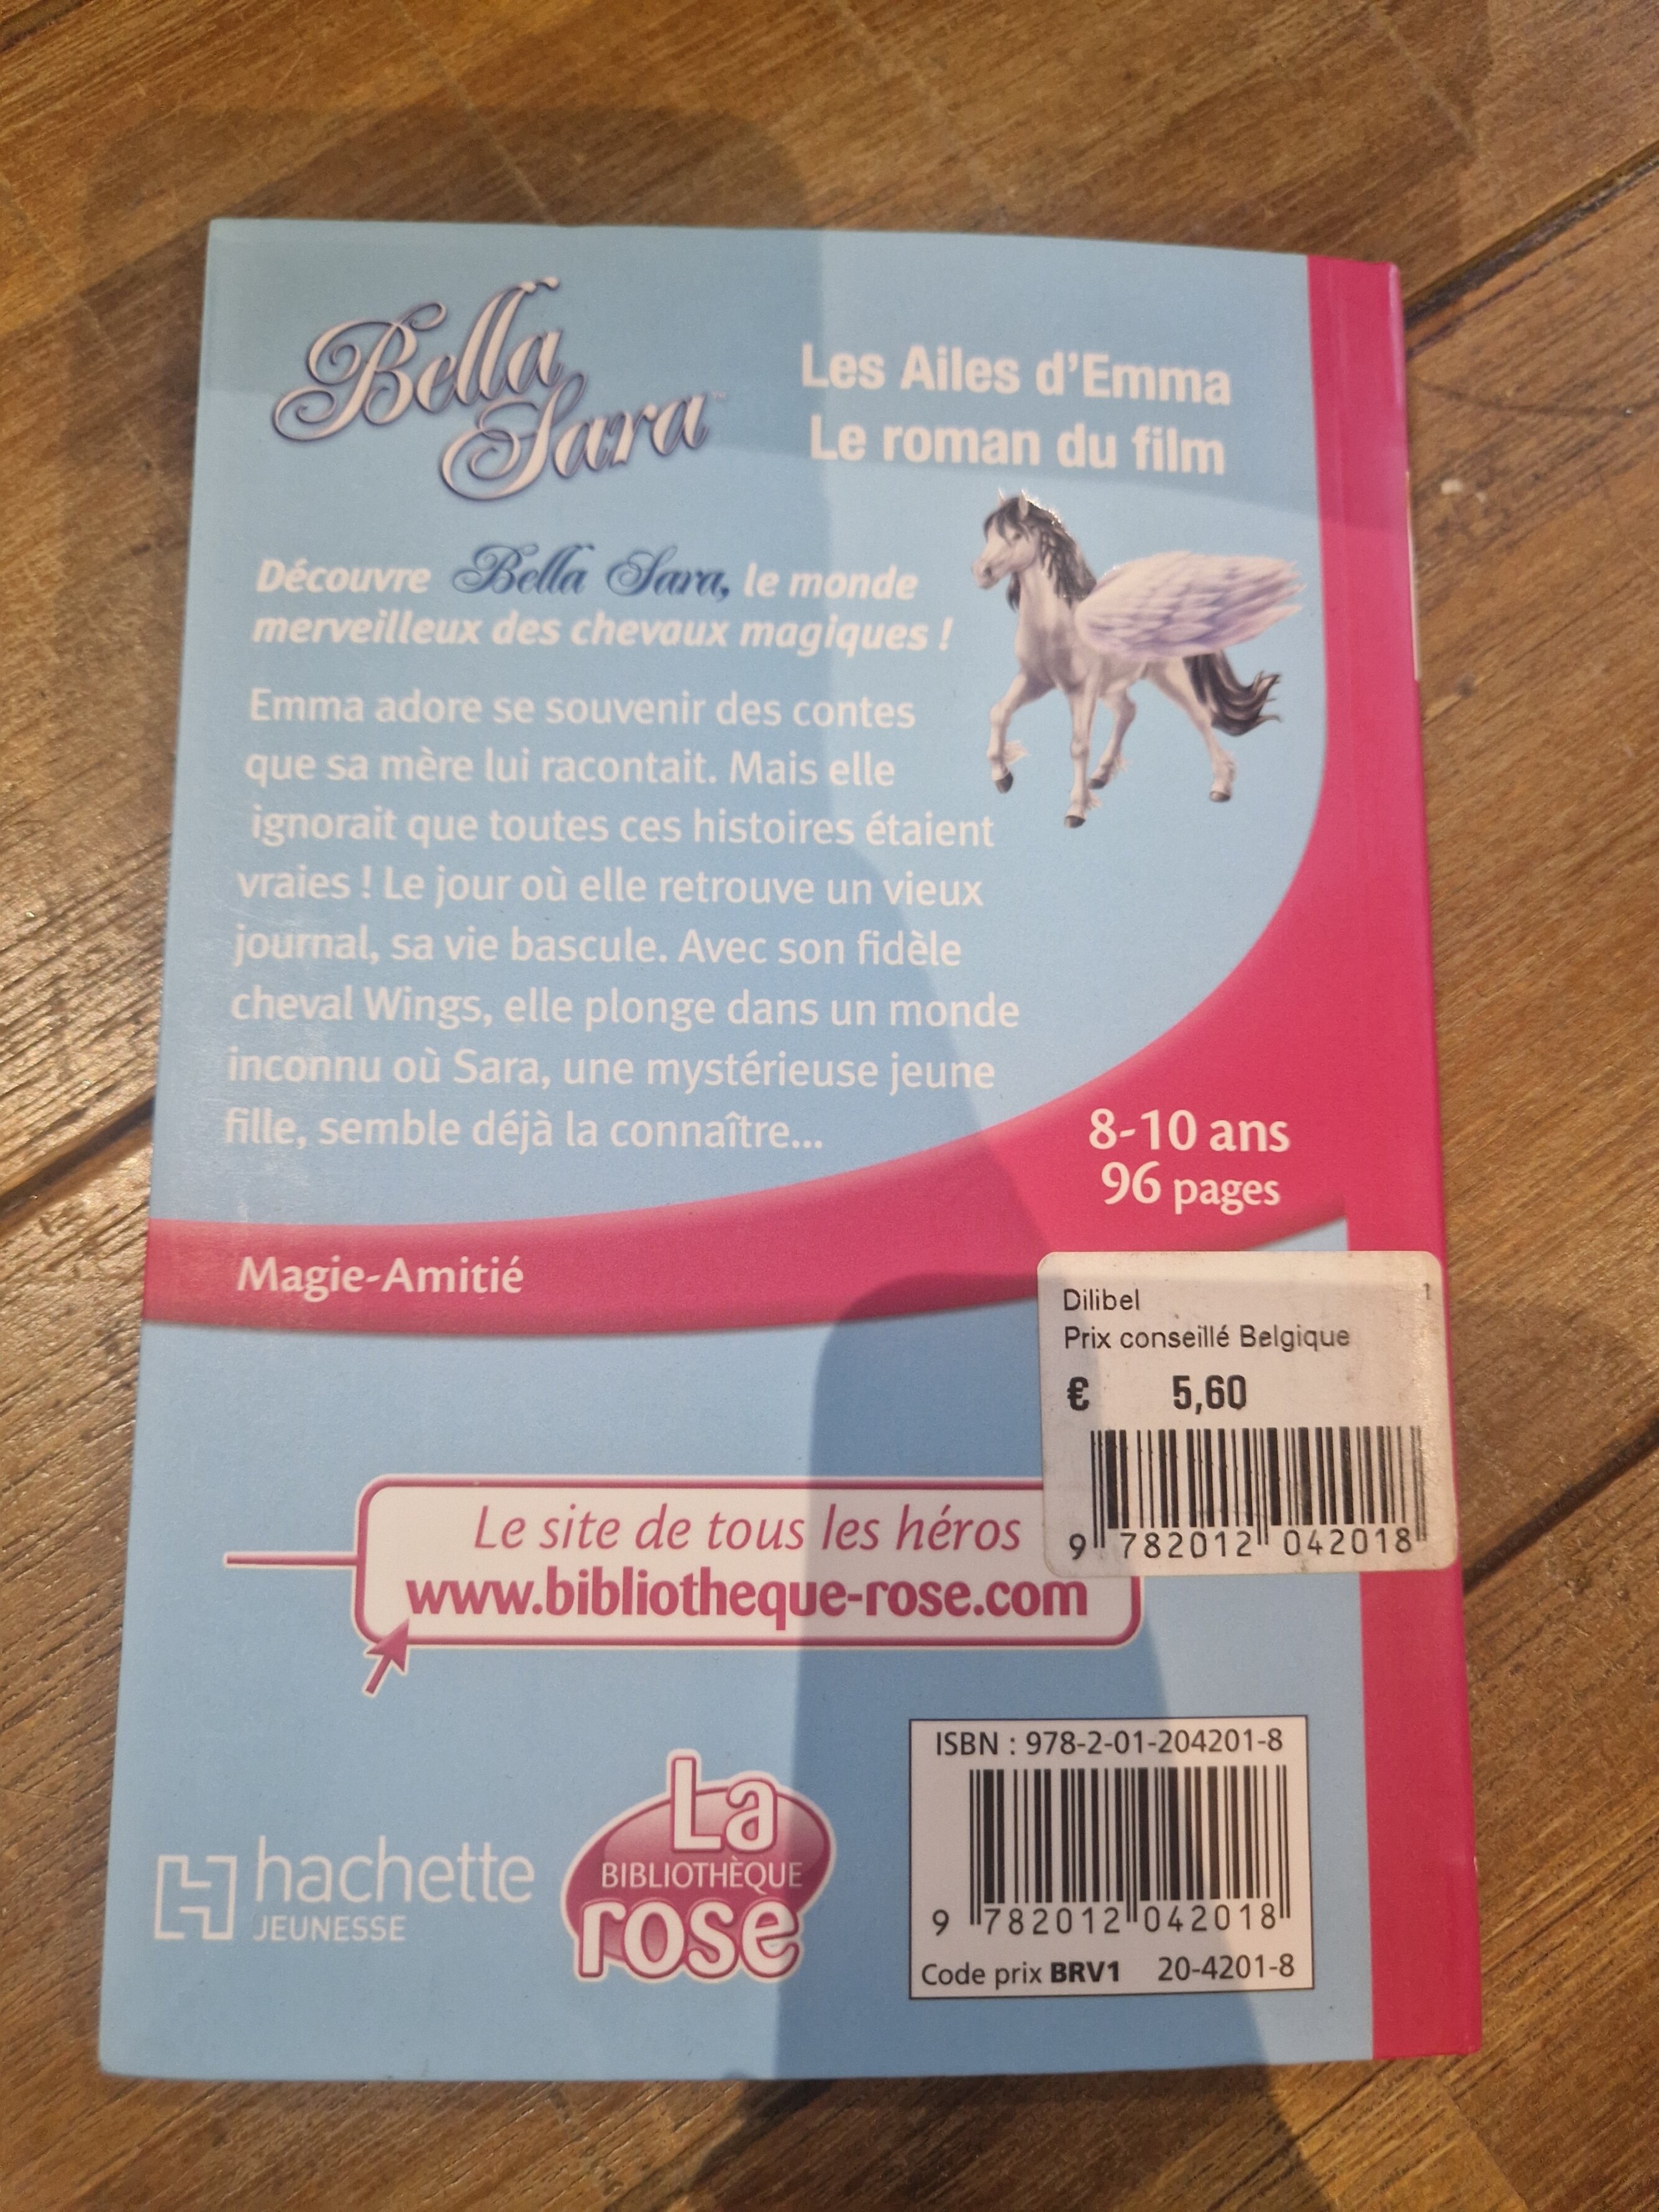 Bella
Sara™
Les Ailes d'Emma
Le roman du film
Découvre Bella Sara, le monde
merveilleux des chevaux magiques !
Emma adore se souvenir des contes
que sa mère lui racontait. Mais elle
ignorait que toutes ces histoires étaient
vraies ! Le jour où elle retrouve un vieux
journal, sa vie bascule. Avec son fidèle
cheval Wings, elle plonge dans un monde
inconnu où Sara, une mystérieuse jeune
fille, semble déjà la connaître...
8-10 ans
96 pages
Magie-Amitié
Dilibel 1
Prix conseillé Belgique
€ 5,60
9 782012 042018
Le site de tous les héros
www.bibliotheque-rose.com
ISBN : 978-2-01-204201-8
9 782012 042018
Code prix BRV1 20-4201-8
hachette
JEUNESSE
La
BIBLIOTHÈQUE
rose